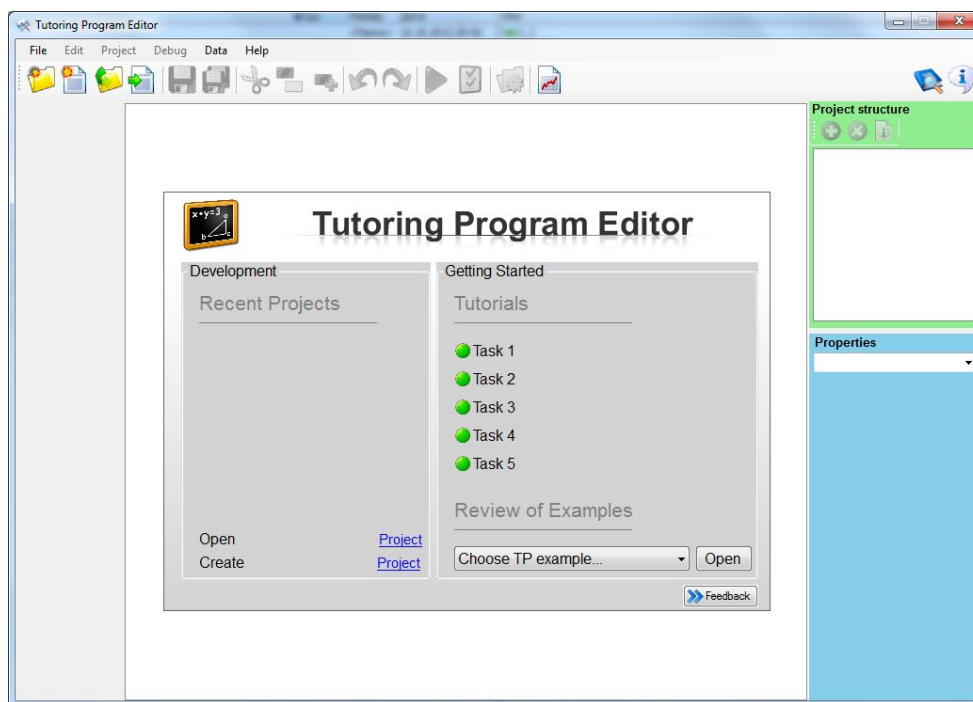 Tutoring Program Editor
File Edit Project Debug Data Help
Project structure
x+y=3
a
b
c
Tutoring Program Editor
Development
Recent Projects
Open Project
Create Project
Getting Started
Tutorials
Task 1
Task 2
Task 3
Task 4
Task 5
Review of Examples
Choose TP example...
Open
Feedback
Properties